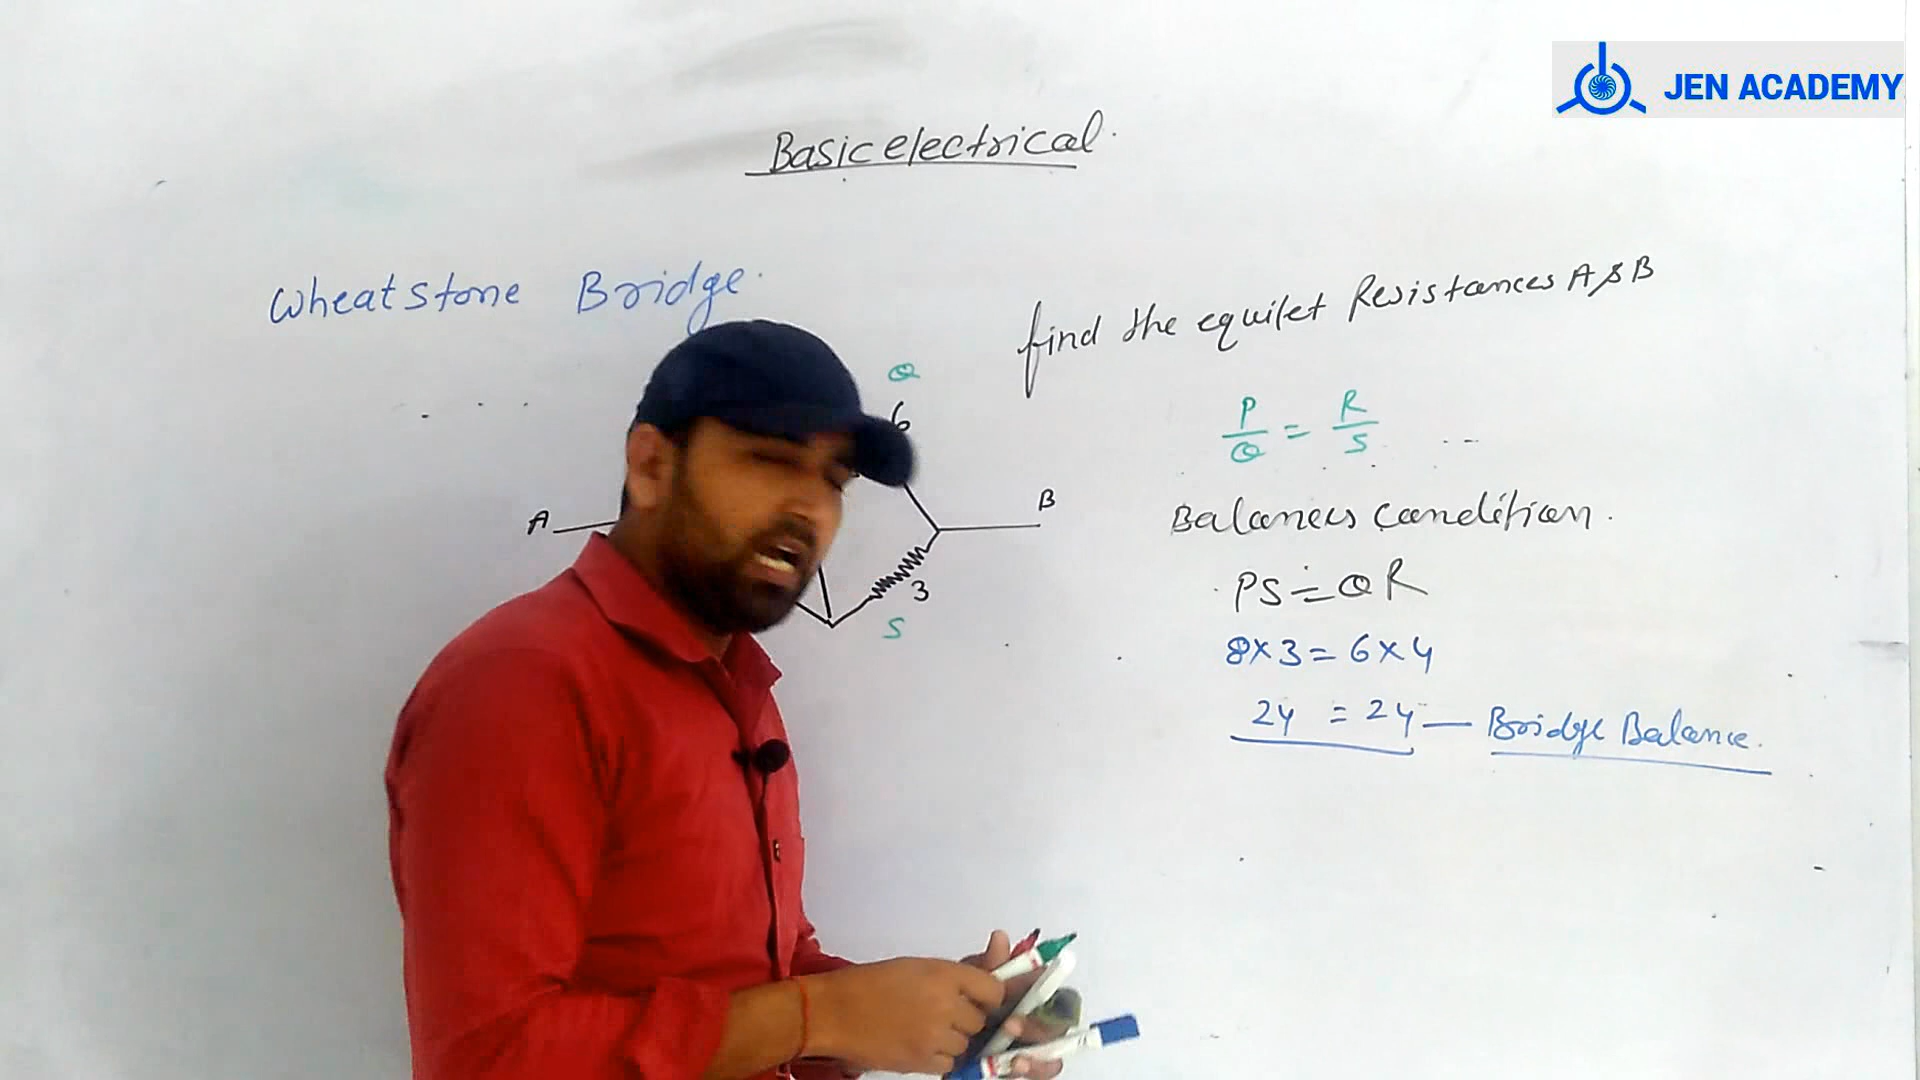 JEN ACADEMY
Basic electrical.
Wheatstone Bridge.
find the equilet Resistances A & B
Q
6
A
B
3
S
P/Q = R/S
Balances condition.
PS = QR
8×3 = 6×4
24 = 24 — Bridge Balance.